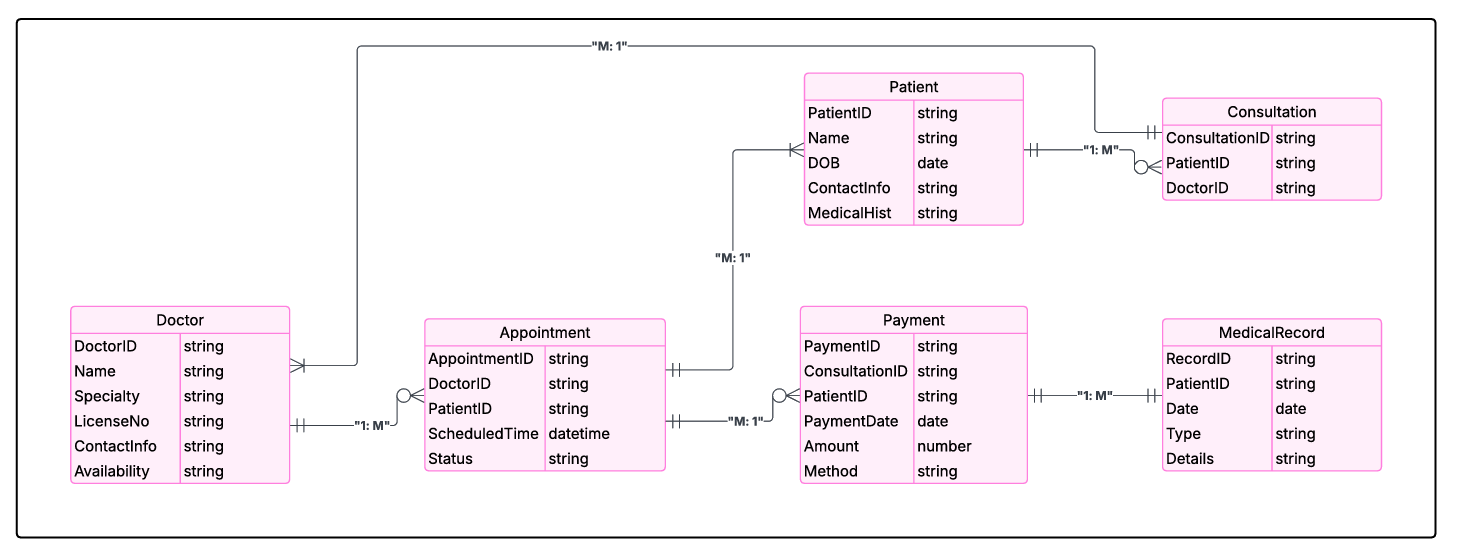 "M: 1"
Patient
PatientID string
Name string
DOB date
ContactInfo string
MedicalHist string
"1: M"
Consultation
ConsultationID string
PatientID string
DoctorID string
"M: 1"
Doctor
DoctorID string
Name string
Specialty string
LicenseNo string
ContactInfo string
Availability string
"1: M"
Appointment
AppointmentID string
DoctorID string
PatientID string
ScheduledTime datetime
Status string
"M: 1"
Payment
PaymentID string
ConsultationID string
PatientID string
PaymentDate date
Amount number
Method string
"1: M"
MedicalRecord
RecordID string
PatientID string
Date date
Type string
Details string